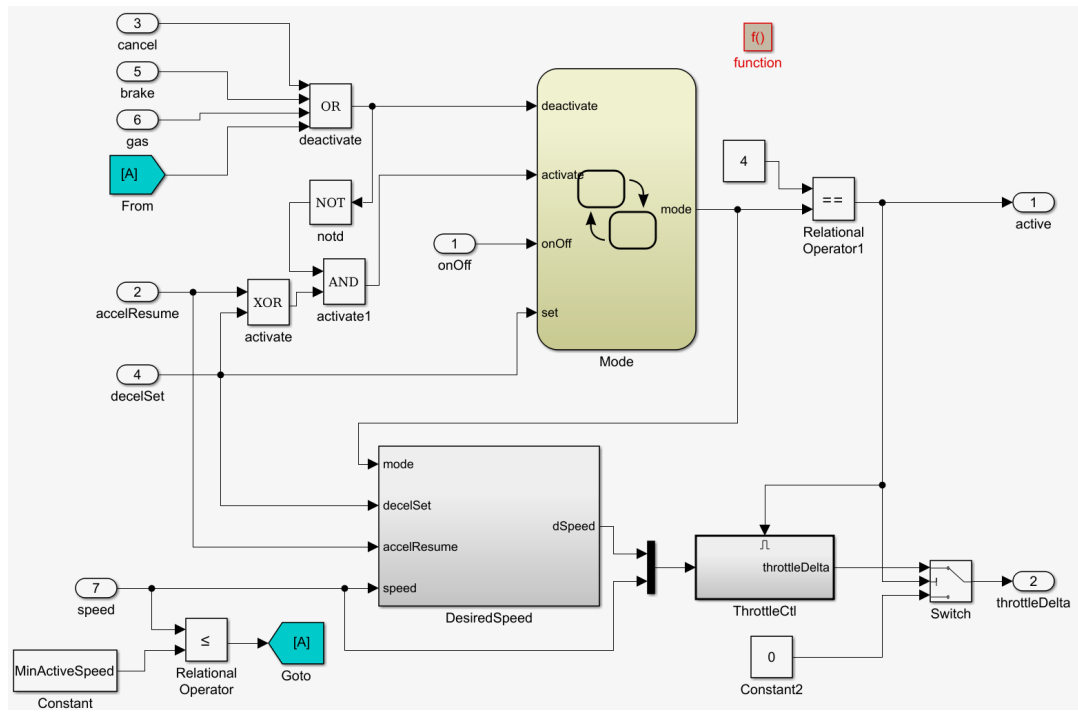 3
cancel
5
brake
6
gas
[A]
From
OR
deactivate
NOT
notd
2
accelResume
XOR
activate
AND
activate1
4
decelSet
1
onOff
deactivate
activate
onOff
set
mode
Mode
f()
function
4
==
Relational
Operator1
1
active
mode
decelSet
accelResume
speed
dSpeed
DesiredSpeed
throttleDelta
ThrottleCtl
Switch
2
throttleDelta
7
speed
MinActiveSpeed
Constant
≤
Relational
Operator
[A]
Goto
0
Constant2